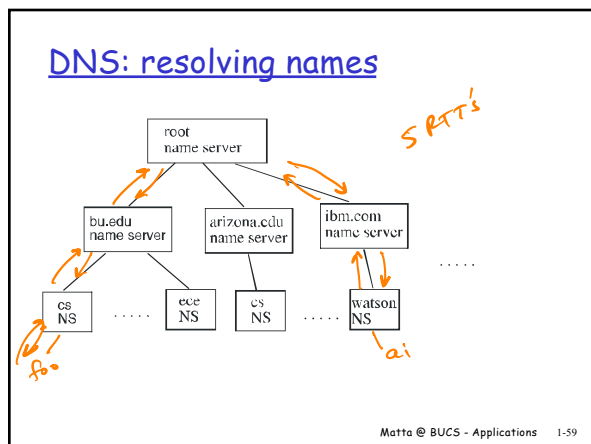 DNS: resolving names
5 RTT's
root
name server
bu.edu
name server
arizona.edu
name server
ibm.com
name server
.....
cs
NS
.....
ece
NS
cs
NS
.....
watson
NS
foo
ai
Matta @ BUCS - Applications 1-59